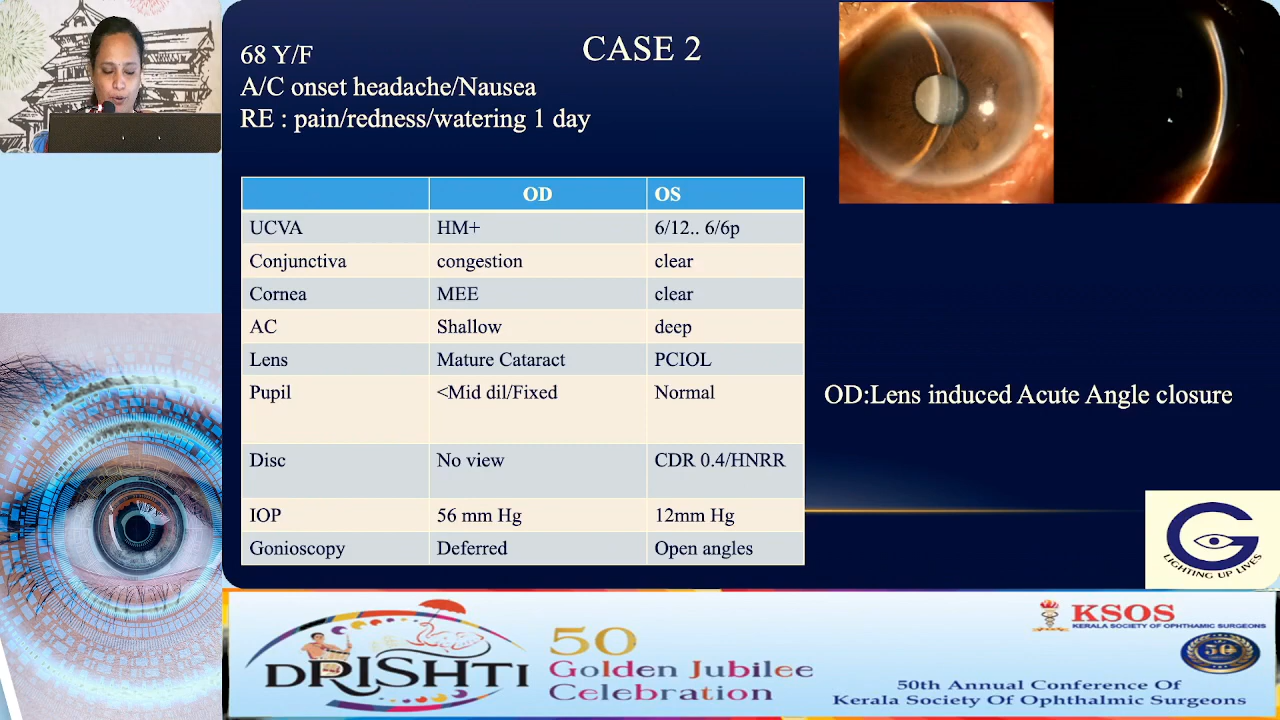 CASE 2
68 Y/F
A/C onset headache/Nausea
RE : pain/redness/watering 1 day
OD OS
UCVA HM+ 6/12.. 6/6p
Conjunctiva congestion clear
Cornea MEE clear
AC Shallow deep
Lens Mature Cataract PCIOL
Pupil <Mid dil/Fixed Normal
Disc No view CDR 0.4/HNRR
IOP 56 mm Hg 12mm Hg
Gonioscopy Deferred Open angles
OD:Lens induced Acute Angle closure
G
LIGHTING UP LIVES
DRISHTI
50
Golden Jubilee
Celebration
KSOS
KERALA SOCIETY OF OPHTHAMIC SURGEONS
50
50th Annual Conference Of
Kerala Society Of Ophthalmic Surgeons